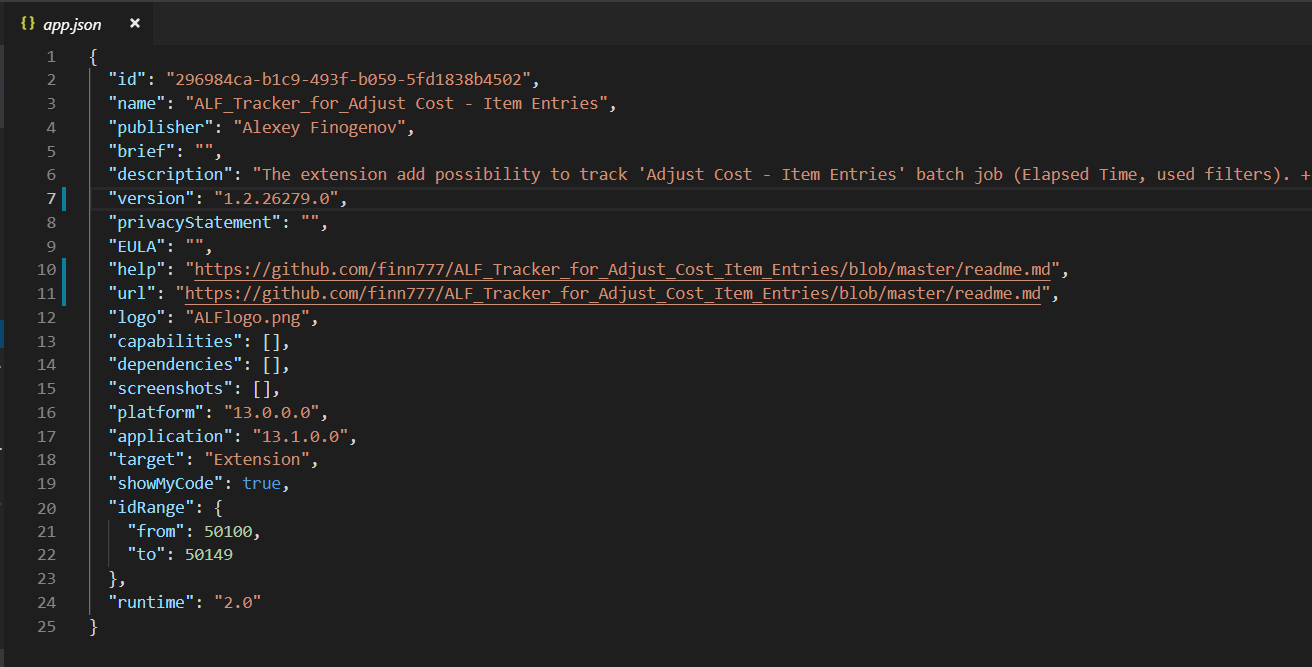 {} app.json ×
1 {
2 "id": "296984ca-b1c9-493f-b059-5fd1838b4502",
3 "name": "ALF_Tracker_for_Adjust Cost - Item Entries",
4 "publisher": "Alexey Finogenov",
5 "brief": "",
6 "description": "The extension add possibility to track 'Adjust Cost - Item Entries' batch job (Elapsed Time, used filters). +
7 "version": "1.2.26279.0",
8 "privacyStatement": "",
9 "EULA": "",
10 "help": "https://github.com/finn777/ALF_Tracker_for_Adjust_Cost_Item_Entries/blob/master/readme.md",
11 "url": "https://github.com/finn777/ALF_Tracker_for_Adjust_Cost_Item_Entries/blob/master/readme.md",
12 "logo": "ALFlogo.png",
13 "capabilities": [],
14 "dependencies": [],
15 "screenshots": [],
16 "platform": "13.0.0.0",
17 "application": "13.1.0.0",
18 "target": "Extension",
19 "showMyCode": true,
20 "idRange": {
21 "from": 50100,
22 "to": 50149
23 },
24 "runtime": "2.0"
25 }